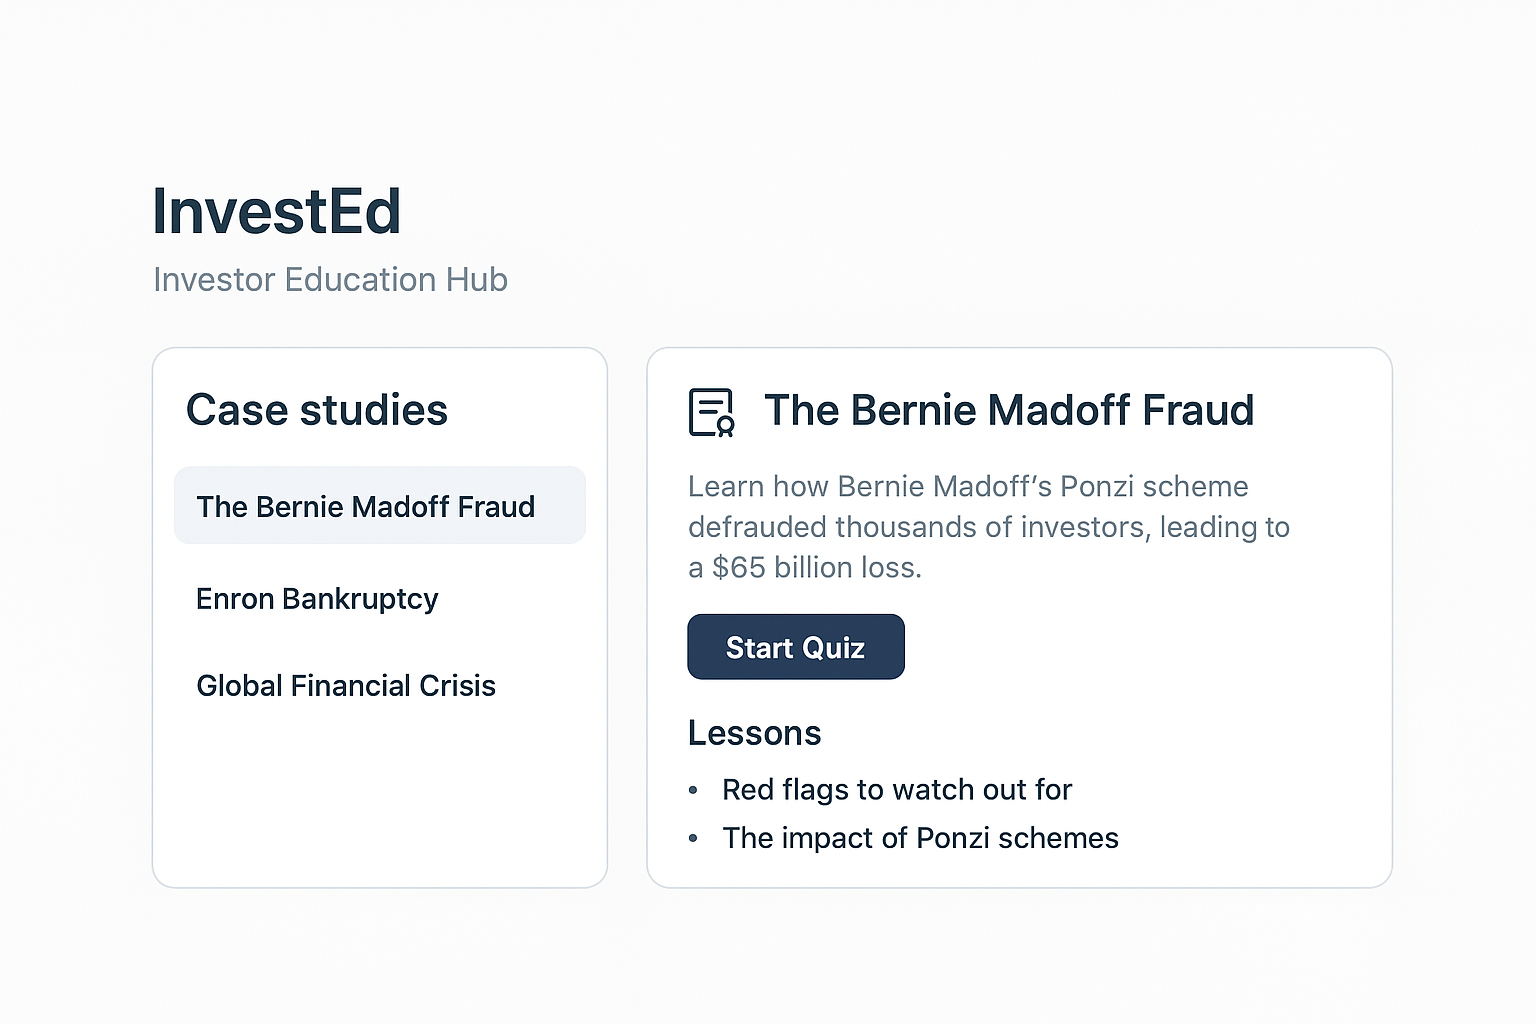 InvestEd
Investor Education Hub
Case studies
The Bernie Madoff Fraud
Enron Bankruptcy
Global Financial Crisis
The Bernie Madoff Fraud
Learn how Bernie Madoff’s Ponzi scheme
defrauded thousands of investors, leading to
a $65 billion loss.
Start Quiz
Lessons
• Red flags to watch out for
• The impact of Ponzi schemes